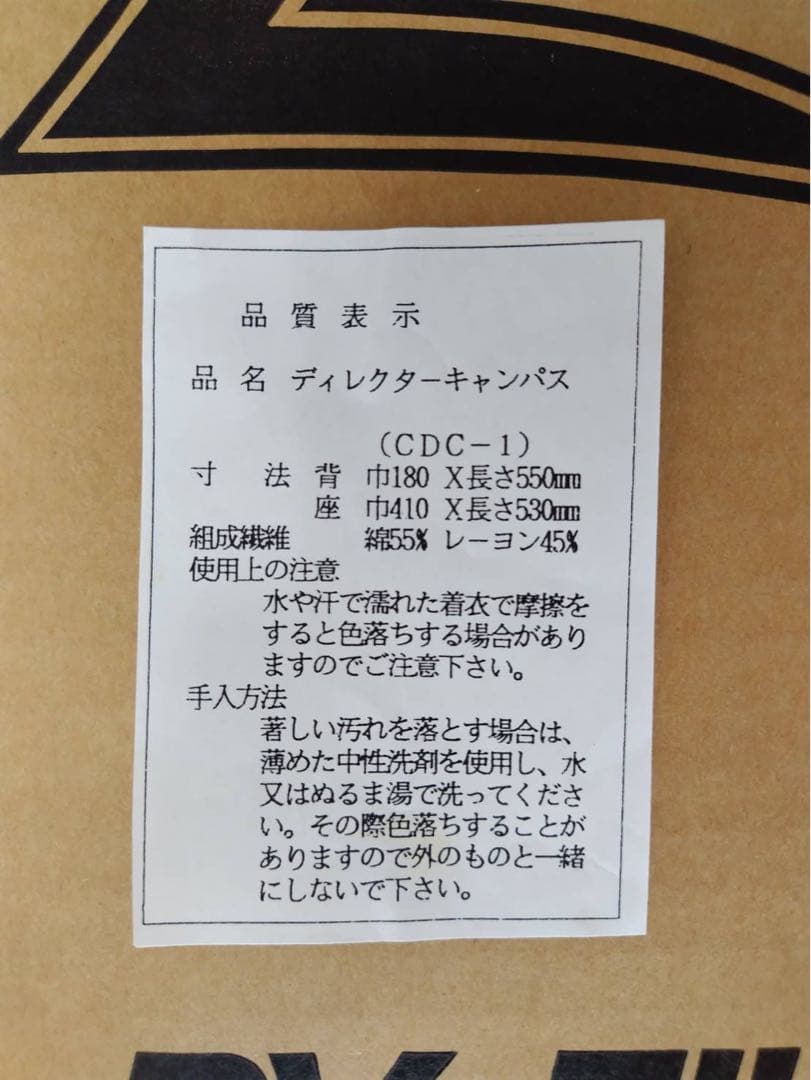 品質表示
品名 ディレクターキャンパス
(CDC-1)
寸法 背 巾180 X長さ550mm
座 巾410 X長さ530mm
組成繊維 綿55% レーヨン45%
使用上の注意
水や汗で濡れた着衣で摩擦を
すると色落ちする場合があり
ますのでご注意下さい。
手入方法
著しい汚れを落とす場合は、
薄めた中性洗剤を使用し、水
又はぬるま湯で洗ってくださ
い。その際色落ちすることが
ありますので外のものと一緒
にしないで下さい。